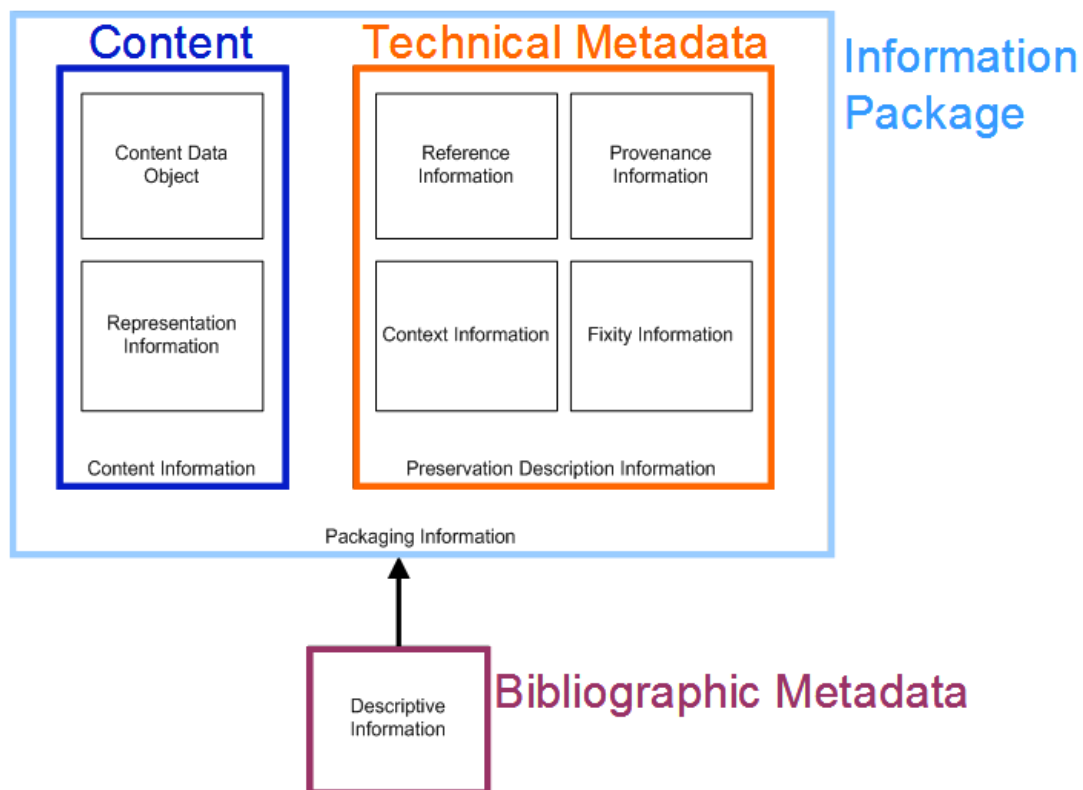 Content
Technical Metadata
Information
Package
Content Data
Object
Reference
Information
Provenance
Information
Representation
Information
Context Information
Fixity Information
Content Information
Preservation Description Information
Packaging Information
Descriptive
Information
Bibliographic Metadata